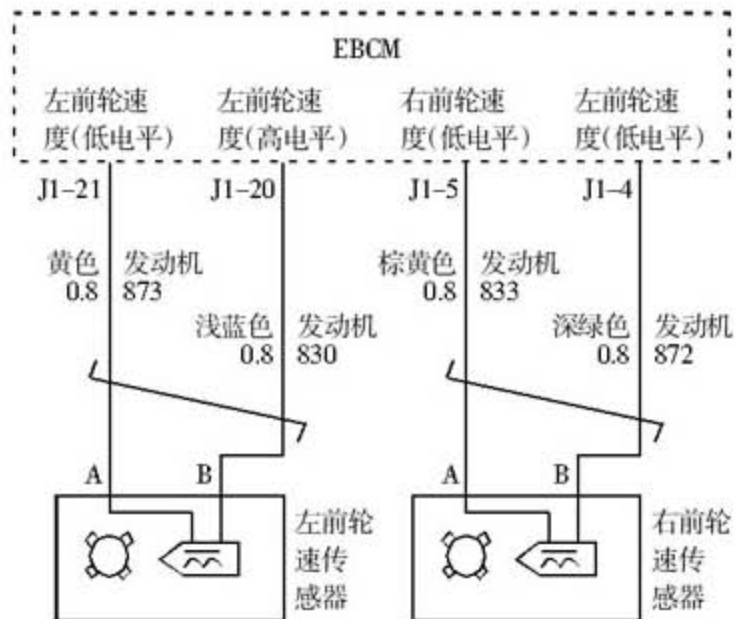 EBCM
左前轮速
度(低电平)
左前轮速
度(高电平)
右前轮速
度(低电平)
左前轮速
度(低电平)
J1-21
J1-20
J1-5
J1-4
黄色
0.8
发动机
873
浅蓝色
0.8
发动机
830
棕黄色
0.8
发动机
833
深绿色
0.8
发动机
872
A
B
左前轮
速传
感器
A
B
右前轮
速传
感器